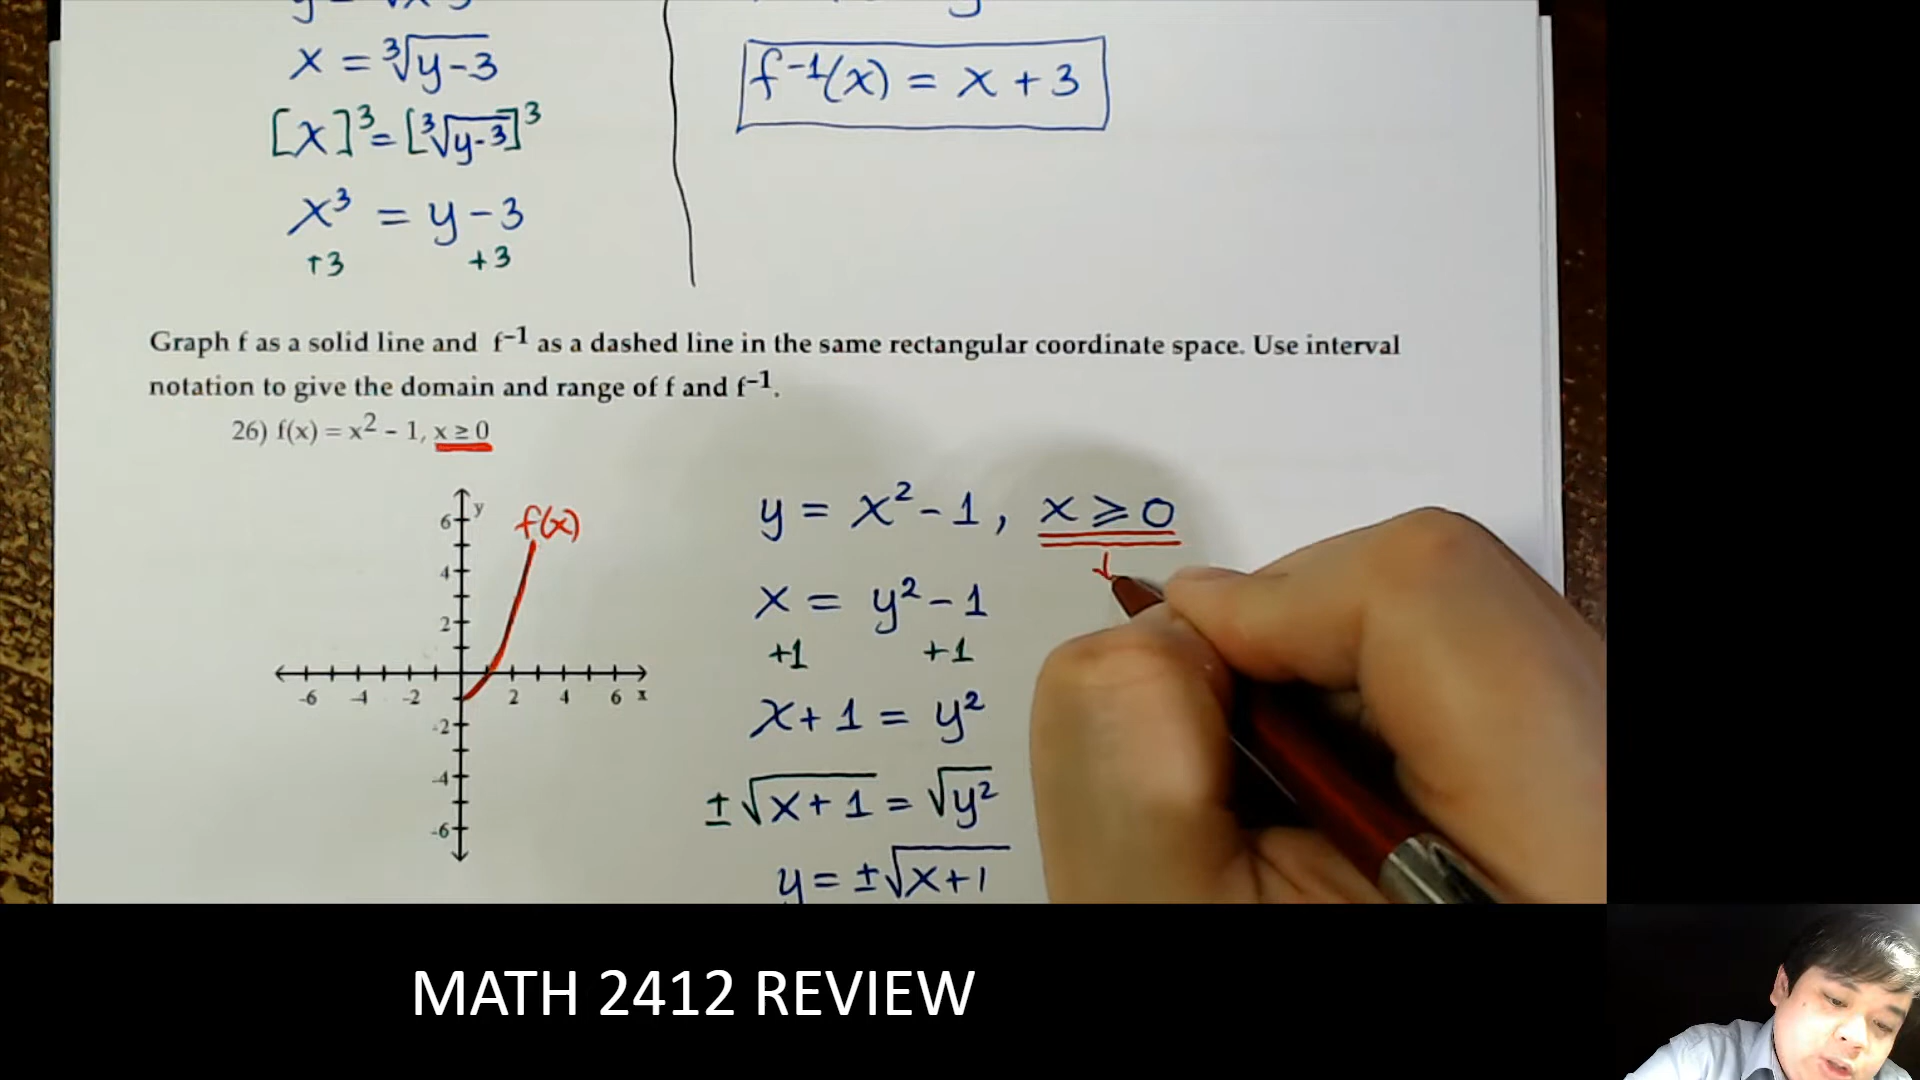 x = ∛y-3
[x]³ = [∛y-3]³
x³ = y - 3
+3 +3
f⁻¹(x) = x + 3
Graph f as a solid line and f⁻¹ as a dashed line in the same rectangular coordinate space. Use interval
notation to give the domain and range of f and f⁻¹.
26) f(x) = x² - 1, x ≥ 0
y
f(x)
6
4
2
-6 -4 -2 2 4 6 x
-2
-4
-6
y = x² - 1, x ≥ 0
x = y² - 1
+1 +1
x + 1 = y²
±√x+1 = √y²
y = ±√x+1
MATH 2412 REVIEW